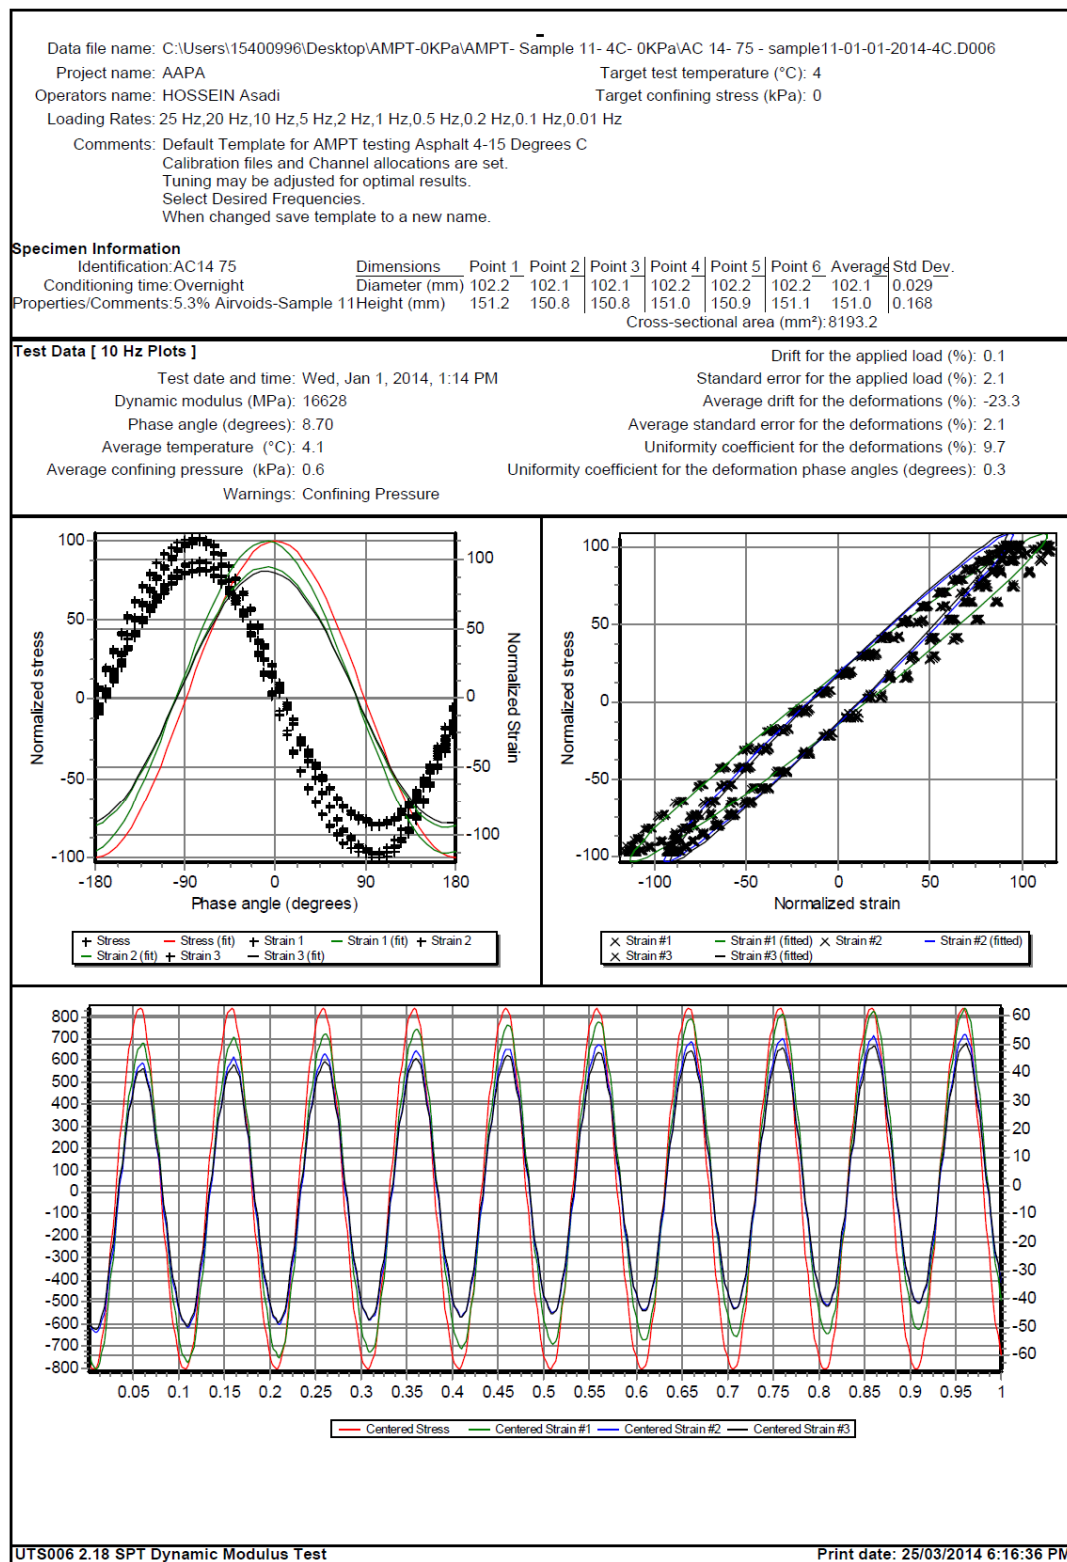 Data file name: C:\Users\15400996\Desktop\AMPT-0KPa\AMPT- Sample 11- 4C- 0KPa\AC 14- 75 - sample11-01-01-2014-4C.D006
Project name: AAPA Target test temperature (°C): 4
Operators name: HOSSEIN Asadi Target confining stress (kPa): 0
Loading Rates: 25 Hz,20 Hz,10 Hz,5 Hz,2 Hz,1 Hz,0.5 Hz,0.2 Hz,0.1 Hz,0.01 Hz
Comments: Default Template for AMPT testing Asphalt 4-15 Degrees C
Calibration files and Channel allocations are set.
Tuning may be adjusted for optimal results.
Select Desired Frequencies.
When changed save template to a new name.
Specimen Information
Identification:AC14 75 Dimensions Point 1 Point 2 Point 3 Point 4 Point 5 Point 6 Average Std Dev.
Conditioning time:Overnight Diameter (mm) 102.2 102.1 102.1 102.2 102.2 102.2 102.1 0.029
Properties/Comments:5.3% Airvoids-Sample 11 Height (mm) 151.2 150.8 150.8 151.0 150.9 151.1 151.0 0.168
Cross-sectional area (mm²):8193.2
Test Data [ 10 Hz Plots ] Drift for the applied load (%): 0.1
Test date and time: Wed, Jan 1, 2014, 1:14 PM Standard error for the applied load (%): 2.1
Dynamic modulus (MPa): 16628 Average drift for the deformations (%): -23.3
Phase angle (degrees): 8.70 Average standard error for the deformations (%): 2.1
Average temperature (°C): 4.1 Uniformity coefficient for the deformations (%): 9.7
Average confining pressure (kPa): 0.6 Uniformity coefficient for the deformation phase angles (degrees): 0.3
Warnings: Confining Pressure
100 50 0 -50 -100
Normalized stress
100 50 0 -50 -100
Normalized Strain
-180 -90 0 90 180
Phase angle (degrees)
Stress Stress (fit) Strain 1 Strain 1 (fit) Strain 2
Strain 2 (fit) Strain 3 Strain 3 (fit)
100 50 0 -50 -100
Normalized stress
-100 -50 0 50 100
Normalized strain
Strain #1 Strain #1 (fitted) Strain #2 Strain #2 (fitted)
Strain #3 Strain #3 (fitted)
800 700 600 500 400 300 200 100 0 -100 -200 -300 -400 -500 -600 -700 -800
60 50 40 30 20 10 0 -10 -20 -30 -40 -50 -60
0.05 0.1 0.15 0.2 0.25 0.3 0.35 0.4 0.45 0.5 0.55 0.6 0.65 0.7 0.75 0.8 0.85 0.9 0.95 1
Centered Stress Centered Strain #1 Centered Strain #2 Centered Strain #3
UTS006 2.18 SPT Dynamic Modulus Test Print date: 25/03/2014 6:16:36 PM